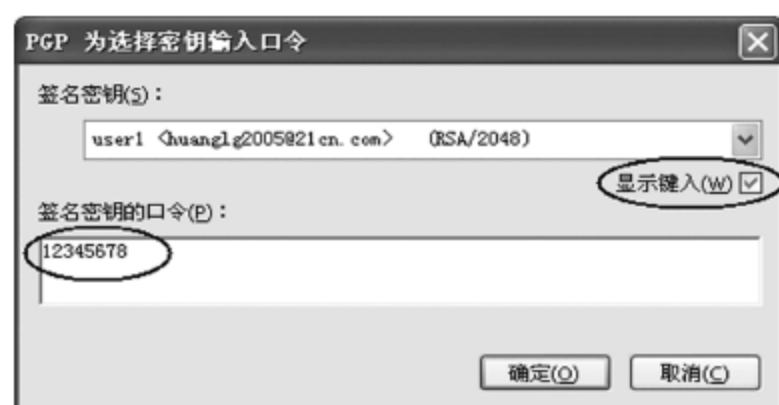 PGP 为选择密钥输入口令
签名密钥(S)：
user1 <huanglg2005@21cn.com> (RSA/2048)
显示键入(W)
签名密钥的口令(P)：
12345678
确定(O)
取消(C)